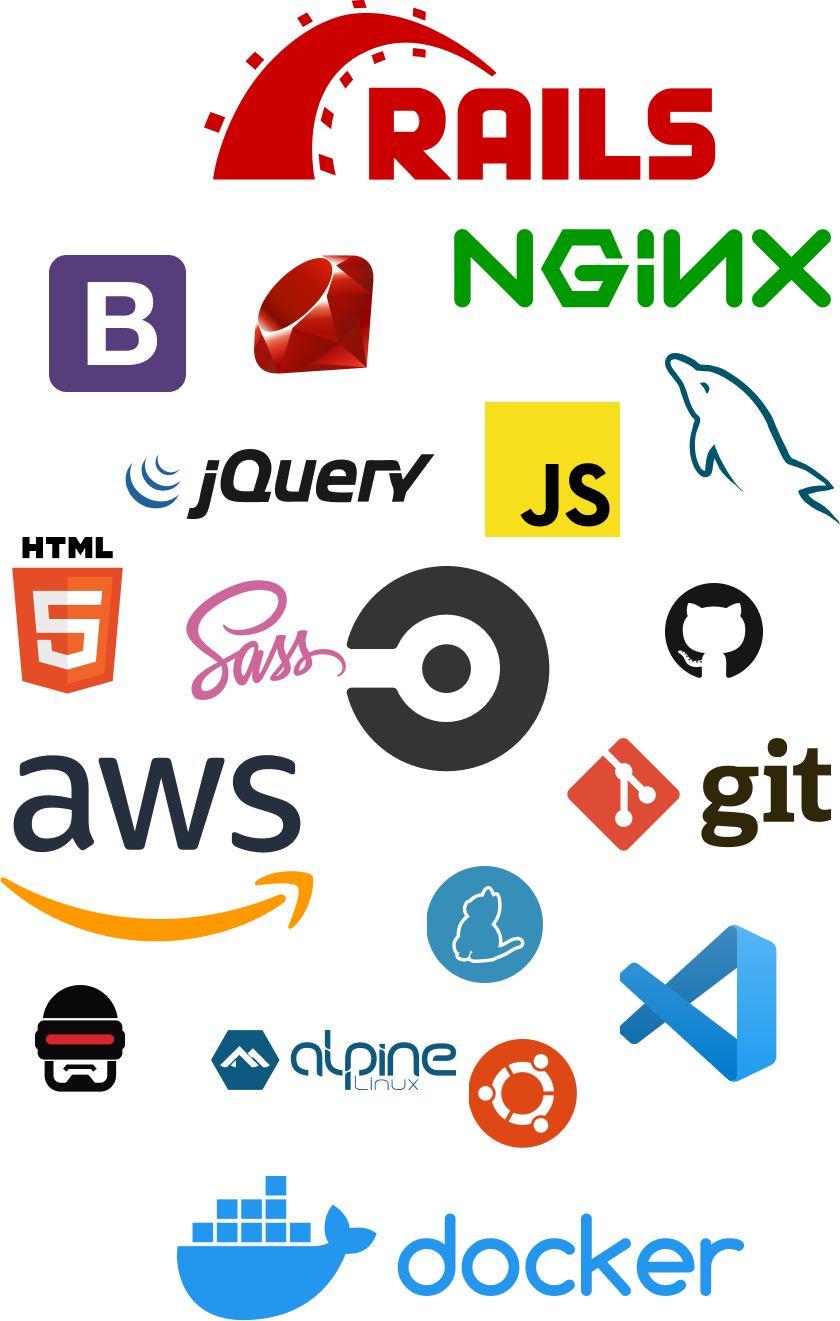 RAILS
NGiNX
B
jQuery
JS
HTML
5
Sass
aws
git
alpine
Linux
docker